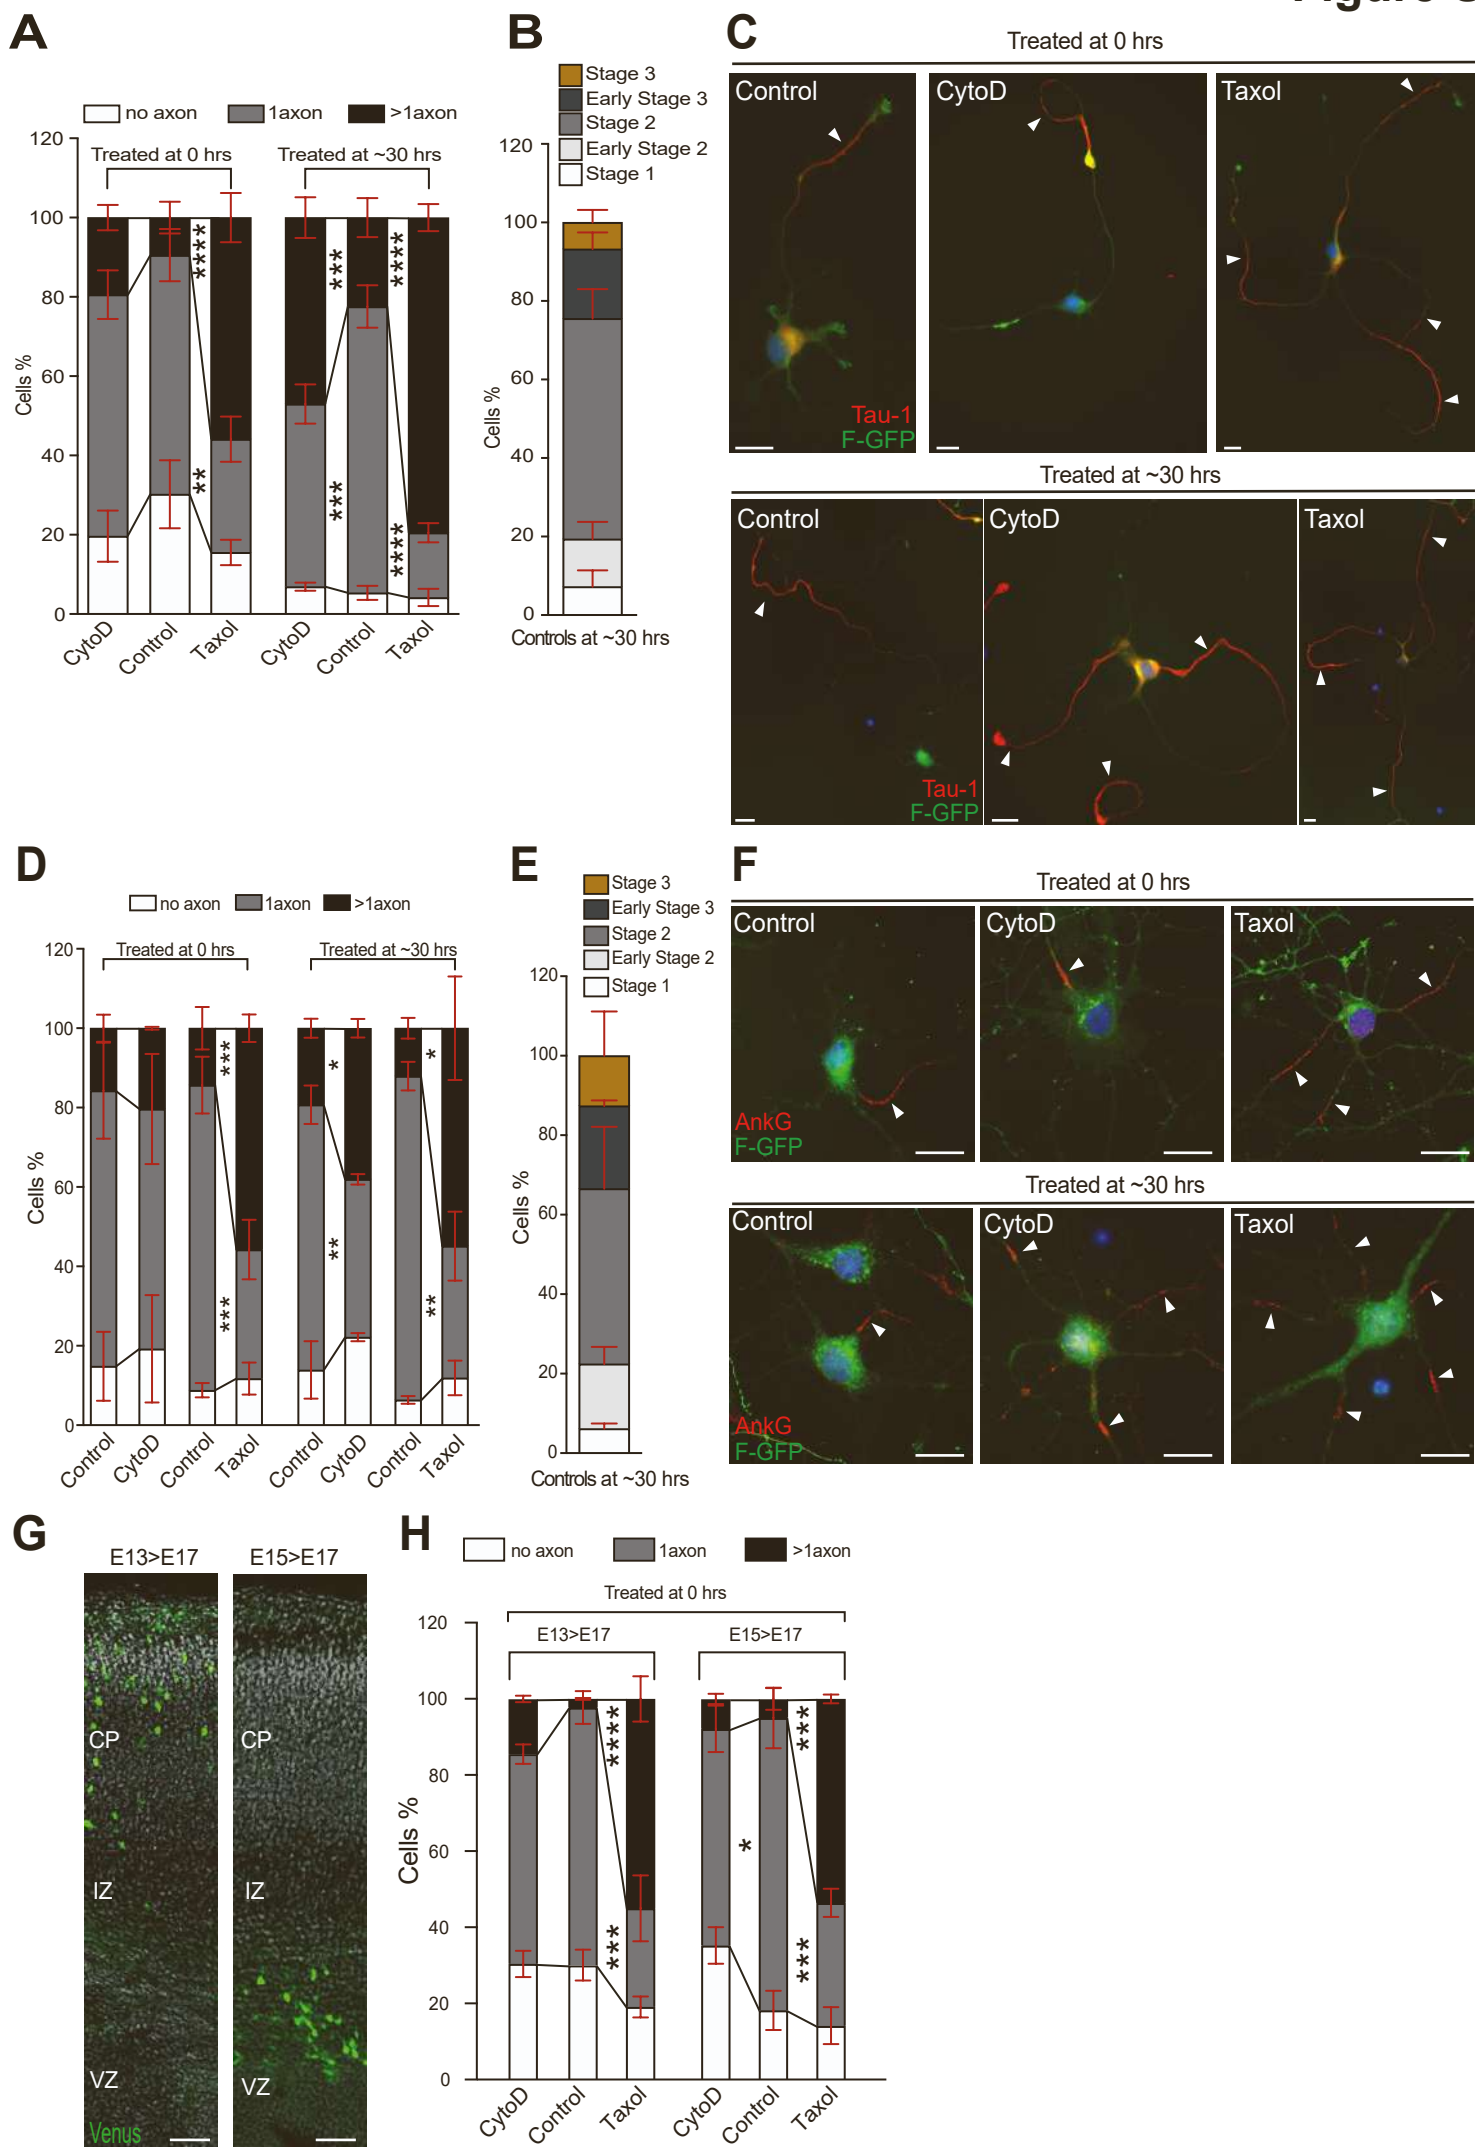 A
no axon 1axon >1axon
Treated at 0 hrs Treated at ~30 hrs
120
100
80
60
40
20
0
Cells %
**** ** *** *** **** ****
CytoD Control Taxol CytoD Control Taxol
B
Stage 3
Early Stage 3
Stage 2
Early Stage 2
Stage 1
120
100
80
60
40
20
0
Cells %
Controls at ~30 hrs
C
Treated at 0 hrs
Control CytoD Taxol
Tau-1
F-GFP
Treated at ~30 hrs
Control CytoD Taxol
Tau-1
F-GFP
D
no axon 1axon >1axon
Treated at 0 hrs Treated at ~30 hrs
120
100
80
60
40
20
0
Cells %
*** *** * ** * **
Control CytoD Control Taxol Control CytoD Control Taxol
E
Stage 3
Early Stage 3
Stage 2
Early Stage 2
Stage 1
120
100
80
60
40
20
0
Cells %
Controls at ~30 hrs
F
Treated at 0 hrs
Control CytoD Taxol
AnkG
F-GFP
Treated at ~30 hrs
Control CytoD Taxol
AnkG
F-GFP
G
E13>E17 E15>E17
CP CP
IZ IZ
VZ VZ
Venus
H
no axon 1axon >1axon
Treated at 0 hrs
E13>E17 E15>E17
120
100
80
60
40
20
0
Cells %
**** *** * *** ***
CytoD Control Taxol CytoD Control Taxol